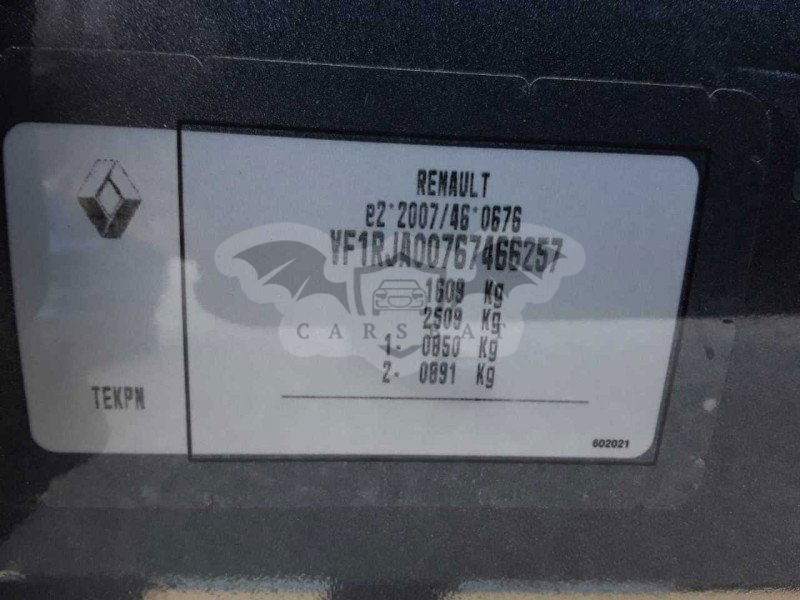 RENAULT
e2*2007/46*0676
VF1RJA00767466257
1609 Kg
2509 Kg
1- 0850 Kg
2- 0891 Kg
TEKPN
602021